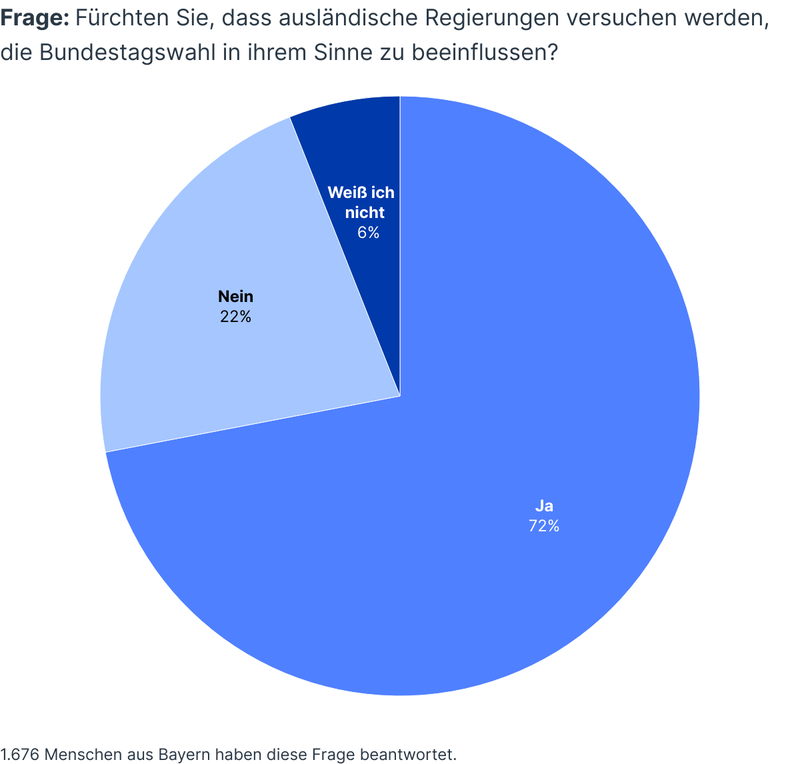 Frage: Fürchten Sie, dass ausländische Regierungen versuchen werden,
die Bundestagswahl in ihrem Sinne zu beeinflussen?
Weiß ich
nicht
6%
Nein
22%
Ja
72%
1.676 Menschen aus Bayern haben diese Frage beantwortet.